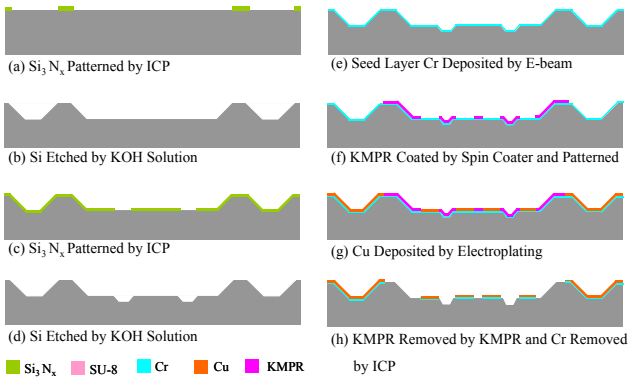 (a) Si₃ Nₓ Patterned by ICP
(b) Si Etched by KOH Solution
(c) Si₃ Nₓ Patterned by ICP
(d) Si Etched by KOH Solution
(e) Seed Layer Cr Deposited by E-beam
(f) KMPR Coated by Spin Coater and Patterned
(g) Cu Deposited by Electroplating
(h) KMPR Removed by KMPR and Cr Removed
by ICP
Si₃Nₓ SU-8 Cr Cu KMPR